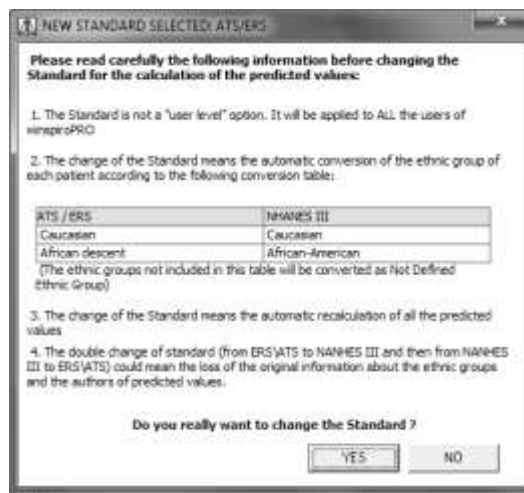 NEW STANDARD SELECTED: ATS/ERS
Please read carefully the following information before changing the
Standard for the calculation of the predicted values:
1. The Standard is not a "user level" option. It will be applied to ALL the users of
winspiroPRO
2. The change of the Standard means the automatic conversion of the ethnic group of
each patient according to the following conversion table:
ATS / ERS NHANES III
Caucasian Caucasian
African descent African-American
(The ethnic groups not included in this table will be converted as Not Defined
Ethnic Group)
3. The change of the Standard means the automatic recalculation of all the predicted
values
4. The double change of standard (from ERS\ATS to NANHES III and then from NANHES
III to ERS\ATS) could mean the loss of the original information about the ethnic groups
and the authors of predicted values.
Do you really want to change the Standard ?
YES NO